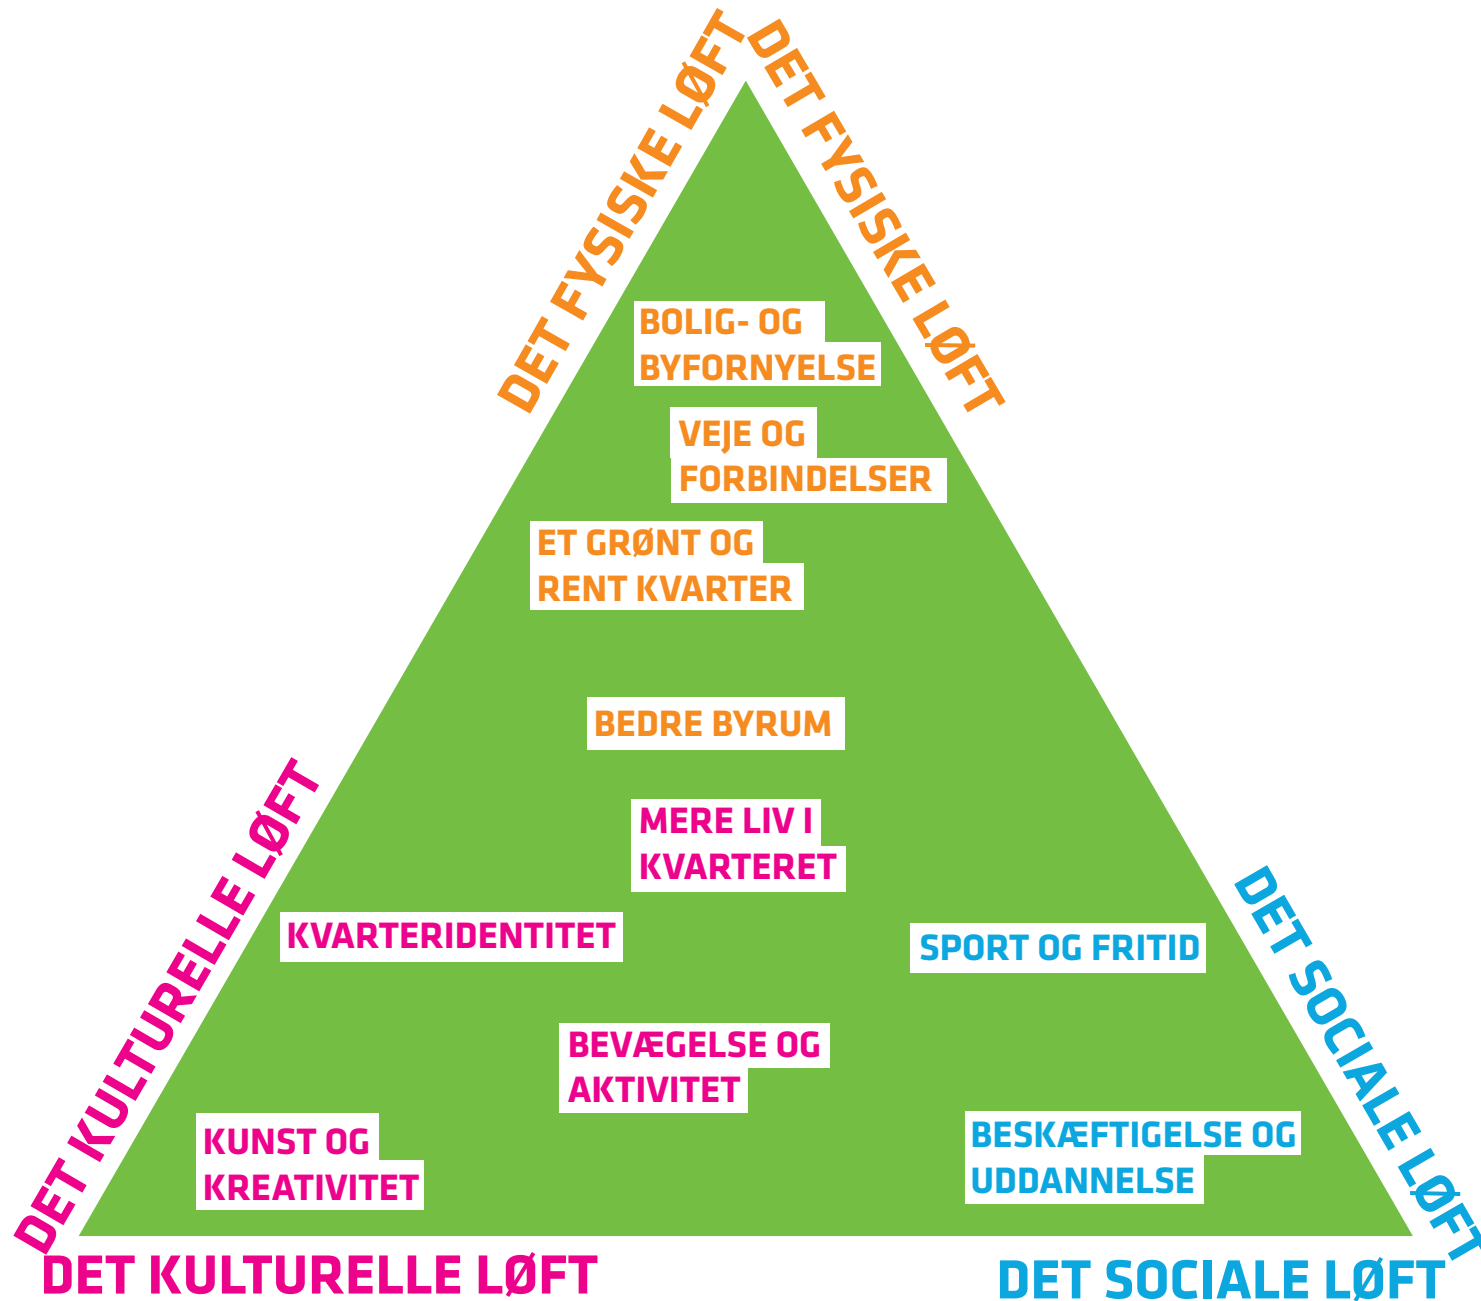 DET FYSISKE LØFT
DET FYSISKE LØFT
BOLIG- OG
BYFORNYELSE
VEJE OG
FORBINDELSER
ET GRØNT OG
RENT KVARTER
BEDRE BYRUM
MERE LIV I
KVARTERET
KVARTERIDENTITET
SPORT OG FRITID
BEVÆGELSE OG
AKTIVITET
KUNST OG
KREATIVITET
BESKÆFTIGELSE OG
UDDANNELSE
DET KULTURELLE LØFT
DET SOCIALE LØFT
DET KULTURELLE LØFT
DET SOCIALE LØFT